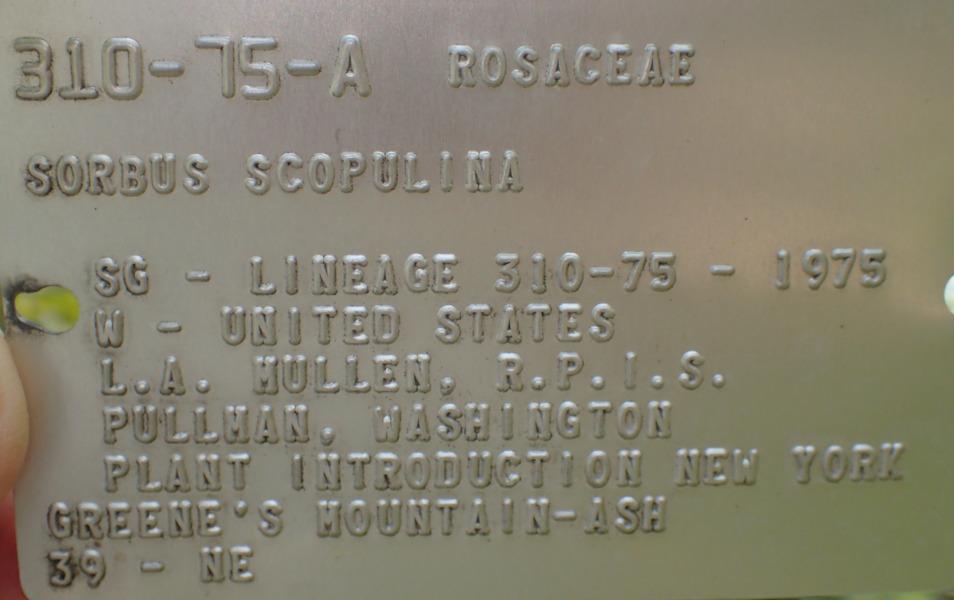 310-75-A ROSACEAE
SORBUS SCOPULINA
SG - LINEAGE 310-75 - 1975
W - UNITED STATES
L.A. MULLEN, R.P.I.S.
PULLMAN, WASHINGTON
PLANT INTRODUCTION NEW YORK
GREENE'S MOUNTAIN-ASH
39 - NE